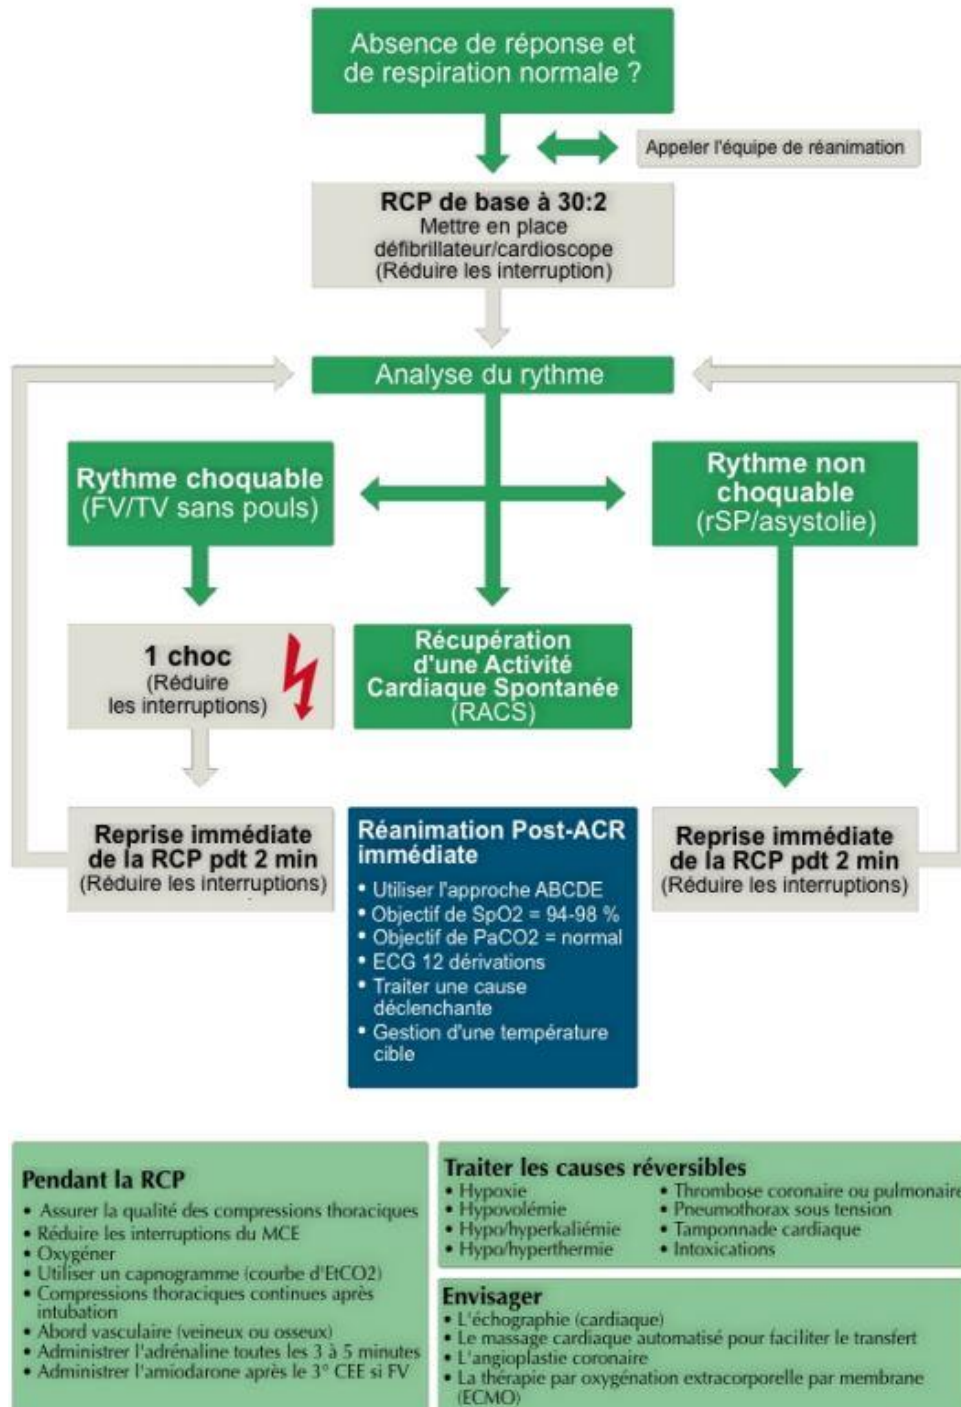 Absence de réponse et
de respiration normale ?
Appeler l'équipe de réanimation
RCP de base à 30:2
Mettre en place
défibrillateur/cardioscope
(Réduire les interruption)
Analyse du rythme
Rythme choquable
(FV/TV sans pouls)
Rythme non
choquable
(rSP/asystolie)
1 choc
(Réduire
les interruptions)
Récupération
d'une Activité
Cardiaque Spontanée
(RACS)
Reprise immédiate
de la RCP pdt 2 min
(Réduire les interruptions)
Réanimation Post-ACR
immédiate
• Utiliser l'approche ABCDE
• Objectif de SpO2 = 94-98 %
• Objectif de PaCO2 = normal
• ECG 12 dérivations
• Traiter une cause
déclenchante
• Gestion d'une température
cible
Reprise immédiate
de la RCP pdt 2 min
(Réduire les interruptions)
Pendant la RCP
• Assurer la qualité des compressions thoraciques
• Réduire les interruptions du MCE
• Oxygéner
• Utiliser un capnogramme (courbe d'EtCO2)
• Compressions thoraciques continues après
intubation
• Abord vasculaire (veineux ou osseux)
• Administrer l'adrénaline toutes les 3 à 5 minutes
• Administrer l'amiodarone après le 3° CEE si FV
Traiter les causes réversibles
• Hypoxie
• Hypovolémie
• Hypo/hyperkaliémie
• Hypo/hyperthermie
• Thrombose coronaire ou pulmonaire
• Pneumothorax sous tension
• Tamponnade cardiaque
• Intoxications
Envisager
• L'échographie (cardiaque)
• Le massage cardiaque automatisé pour faciliter le transfert
• L'angioplastie coronaire
• La thérapie par oxygénation extracorporelle par membrane
(ECMO)